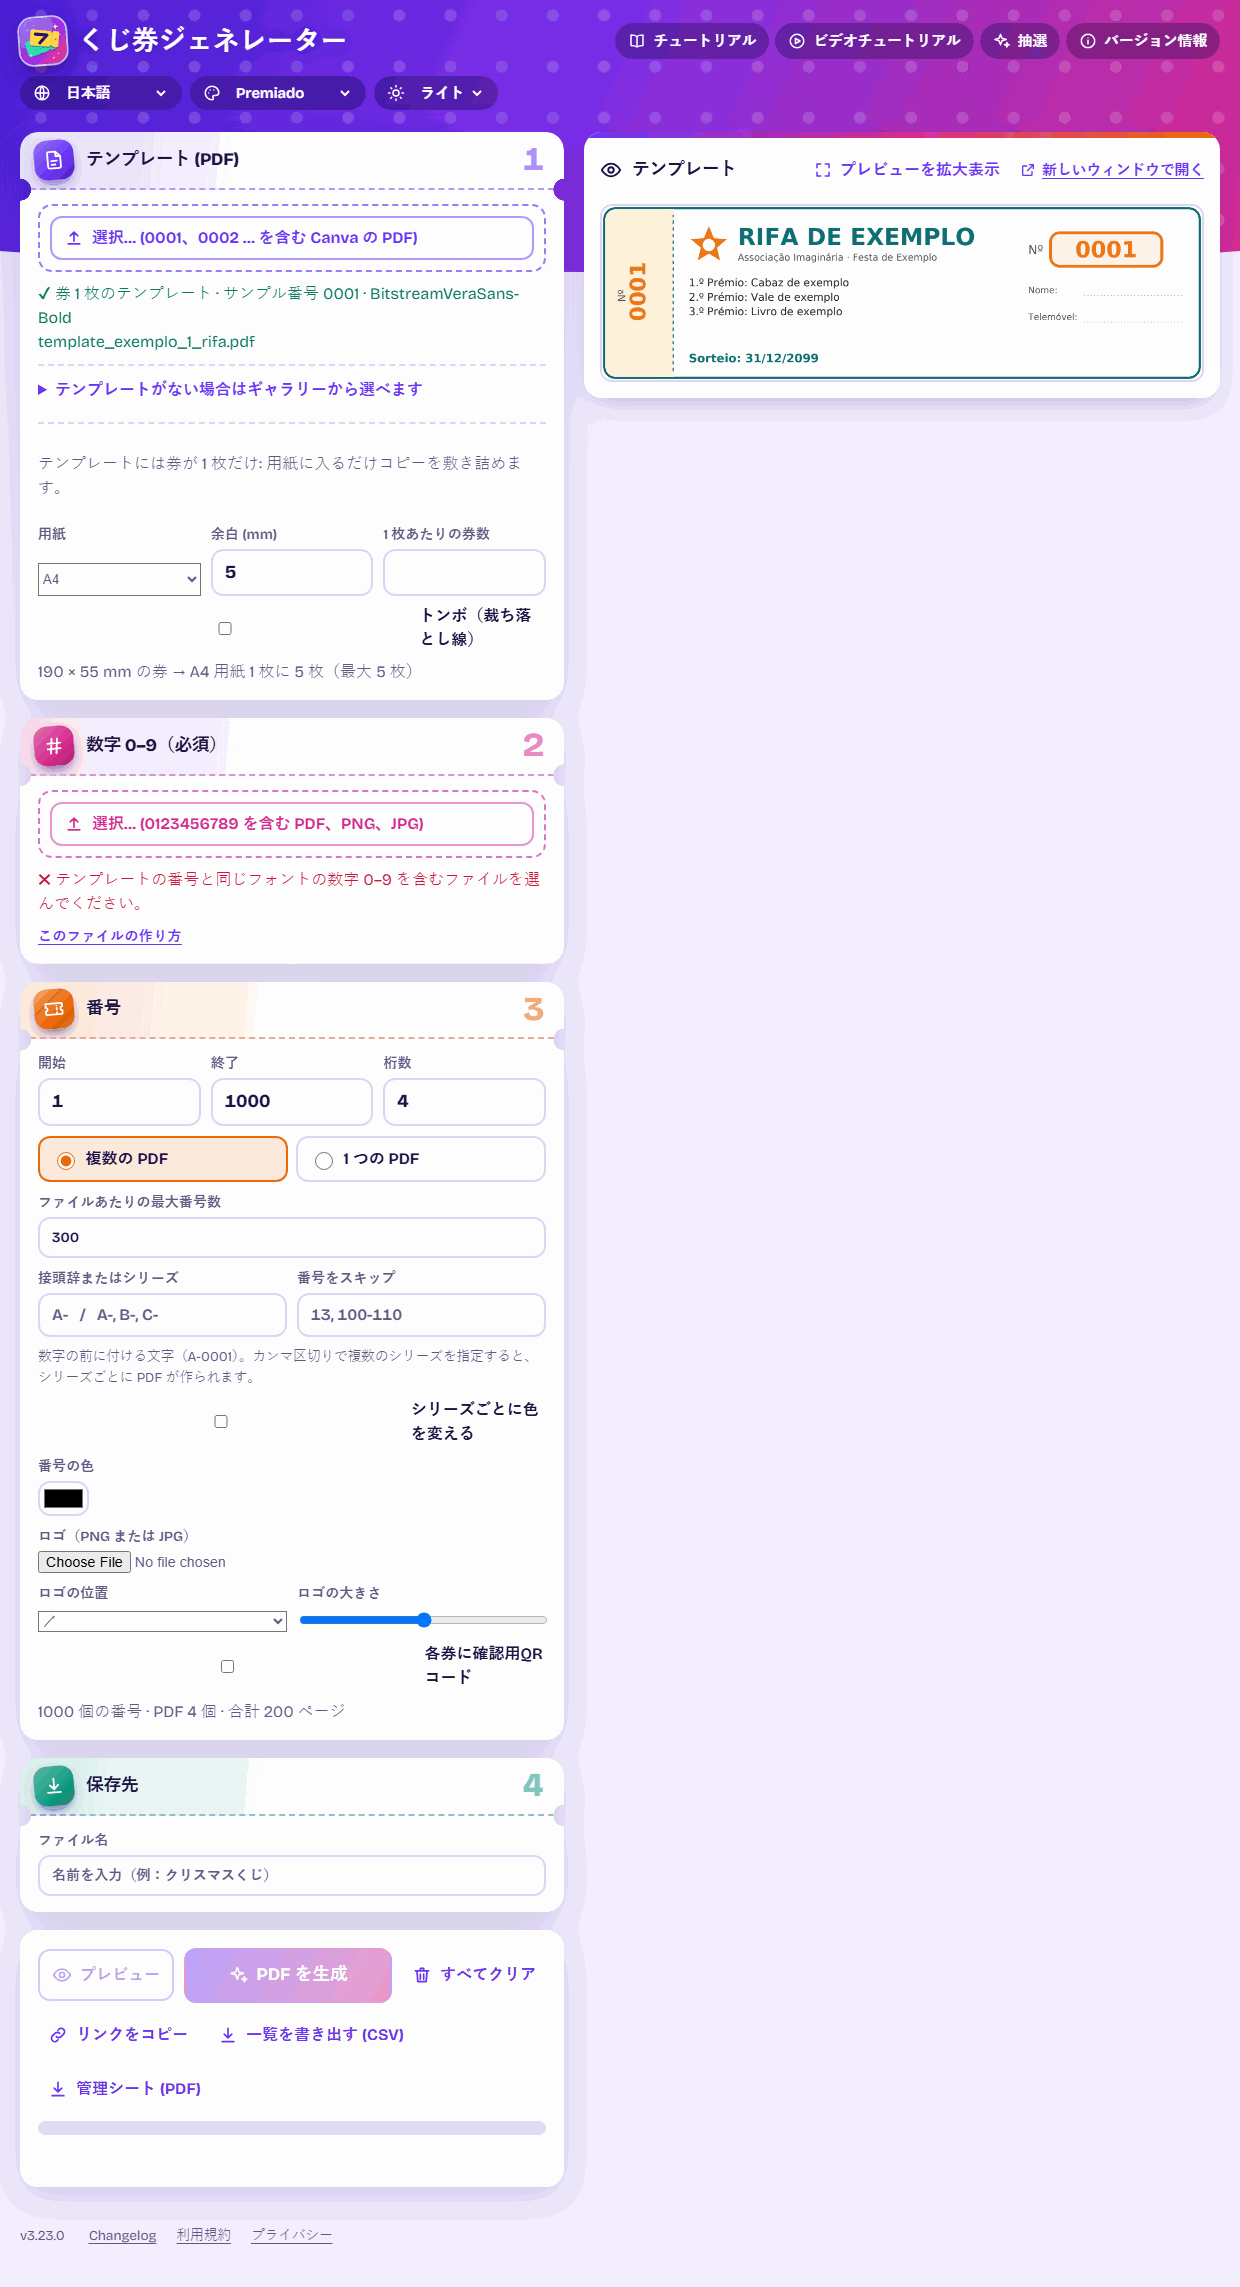 くじ券ジェネレーター
チュートリアル
ビデオチュートリアル
抽選
バージョン情報
日本語
Premiado
ライト
テンプレート (PDF)
1
選択... (0001、0002 ... を含む Canva の PDF)
✓ 券 1 枚のテンプレート · サンプル番号 0001 · BitstreamVeraSans-
Bold
template_exemplo_1_rifa.pdf
▶ テンプレートがない場合はギャラリーから選べます
テンプレートには券が 1 枚だけ: 用紙に入るだけコピーを敷き詰めま
す。
用紙
余白 (mm)
1 枚あたりの券数
A4
5
トンボ（裁ち落
とし線）
190 × 55 mm の券 → A4 用紙 1 枚に 5 枚（最大 5 枚）
数字 0–9（必須）
2
選択... (0123456789 を含む PDF、PNG、JPG)
✕ テンプレートの番号と同じフォントの数字 0–9 を含むファイルを選
んでください。
このファイルの作り方
番号
3
開始
終了
桁数
1
1000
4
複数の PDF
1 つの PDF
ファイルあたりの最大番号数
300
接頭辞またはシリーズ
番号をスキップ
A- / A-, B-, C-
13, 100-110
数字の前に付ける文字（A-0001）。カンマ区切りで複数のシリーズを指定すると、
シリーズごとに PDF が作られます。
シリーズごとに色
を変える
番号の色
ロゴ（PNG または JPG）
Choose File No file chosen
ロゴの位置
ロゴの大きさ
↗
各券に確認用QR
コード
1000 個の番号 · PDF 4 個 · 合計 200 ページ
保存先
4
ファイル名
名前を入力（例：クリスマスくじ）
プレビュー
PDF を生成
すべてクリア
リンクをコピー
一覧を書き出す (CSV)
管理シート (PDF)
v3.23.0
Changelog
利用規約
プライバシー
テンプレート
プレビューを拡大表示
新しいウィンドウで開く
Nº 0001
RIFA DE EXEMPLO
Associação Imaginária · Festa de Exemplo
1.º Prémio: Cabaz de exemplo
2.º Prémio: Vale de exemplo
3.º Prémio: Livro de exemplo
Sorteio: 31/12/2099
Nº 0001
Nome:
Telemóvel: